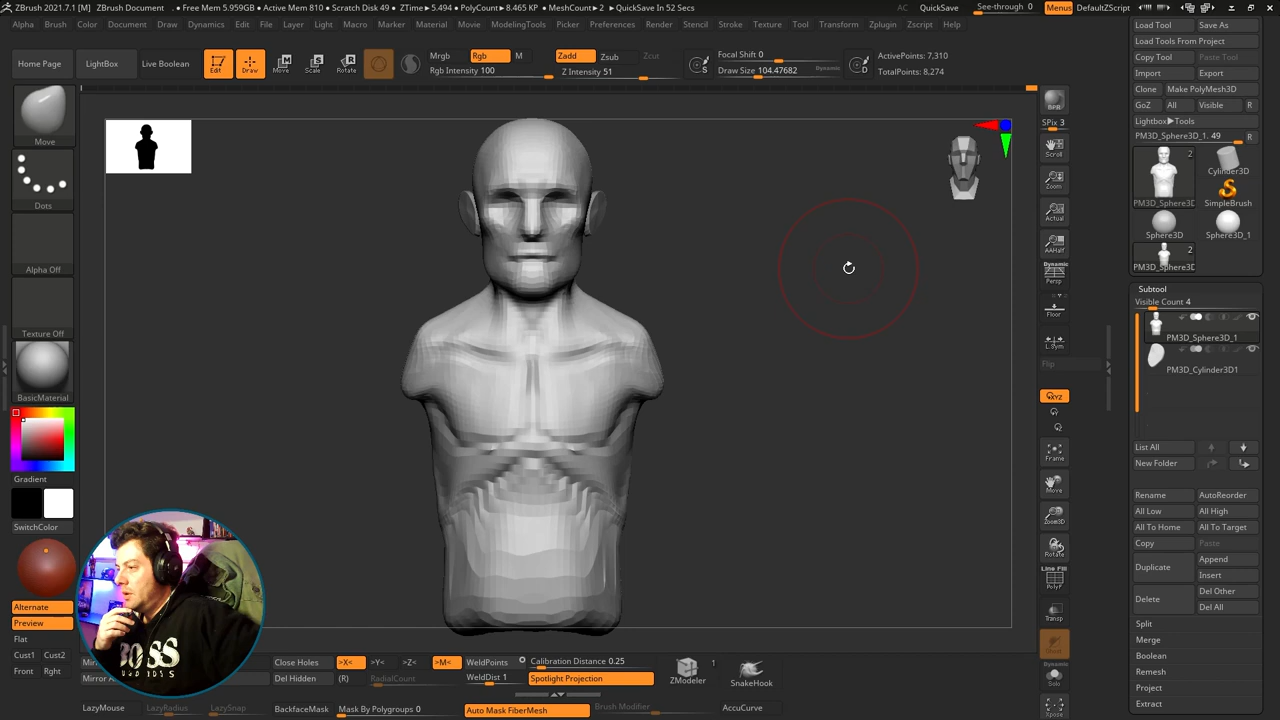 ZBrush 2021.7.1 [M] ZBrush Document . ● Free Mem 5.959GB ● Active Mem 810 ● Scratch Disk 49 ● ZTime▶5.494 ● PolyCount▶8.465 KP ● MeshCount▶2 ▶QuickSave In 52 Secs
AC QuickSave See-through 0 Menus DefaultZScript
Alpha Brush Color Document Draw Dynamics Edit File Layer Light Macro Marker Material Movie ModelingTools Picker Preferences Render Stencil Stroke Texture Tool Transform Zplugin Zscript Help
Home Page LightBox Live Boolean Edit Draw Move Scale Rotate
Mrgb Rgb M
Rgb Intensity 100
Zadd Zsub Zcut
Z Intensity 51
Focal Shift 0
Draw Size 104.47682 Dynamic
ActivePoints: 7,310
TotalPoints: 8,274
Move
Dots
Alpha Off
Texture Off
BasicMaterial
Gradient
SwitchColor
Alternate
Preview
Flat
Cust1 Cust2
Front Rght
BOSS
BPR
SPix 3
Scroll
Zoom
Actual
AAHalf
Dynamic
Persp
Floor
L.Sym
Flip
XYZ
Frame
Move
Zoom3D
Rotate
Line Fill
PolyF
Transp
Dynamic
Solo
Xpose
Load Tool Save As
Load Tools From Project
Copy Tool Paste Tool
Import Export
Clone Make PolyMesh3D
GoZ All Visible R
Lightbox▶Tools
PM3D_Sphere3D_1. 49 R
2
PM3D_Sphere3D
Cylinder3D
SimpleBrush
Sphere3D Sphere3D_1
2
PM3D_Sphere3D
Subtool
Visible Count 4
PM3D_Sphere3D_1
PM3D_Cylinder3D1
List All
New Folder
Rename AutoReorder
All Low All High
All To Home All To Target
Copy Paste
Duplicate Append
Insert
Delete Del Other
Del All
Split
Merge
Boolean
Remesh
Project
Extract
Close Holes >X< >Y< >Z< >M< WeldPoints Calibration Distance 0.25
Del Hidden (R) RadialCount WeldDist 1 Spotlight Projection
ZModeler 1 SnakeHook
LazyMouse LazyRadius LazySnap BackfaceMask Mask By Polygroups 0 Auto Mask FiberMesh Brush Modifier AccuCurve